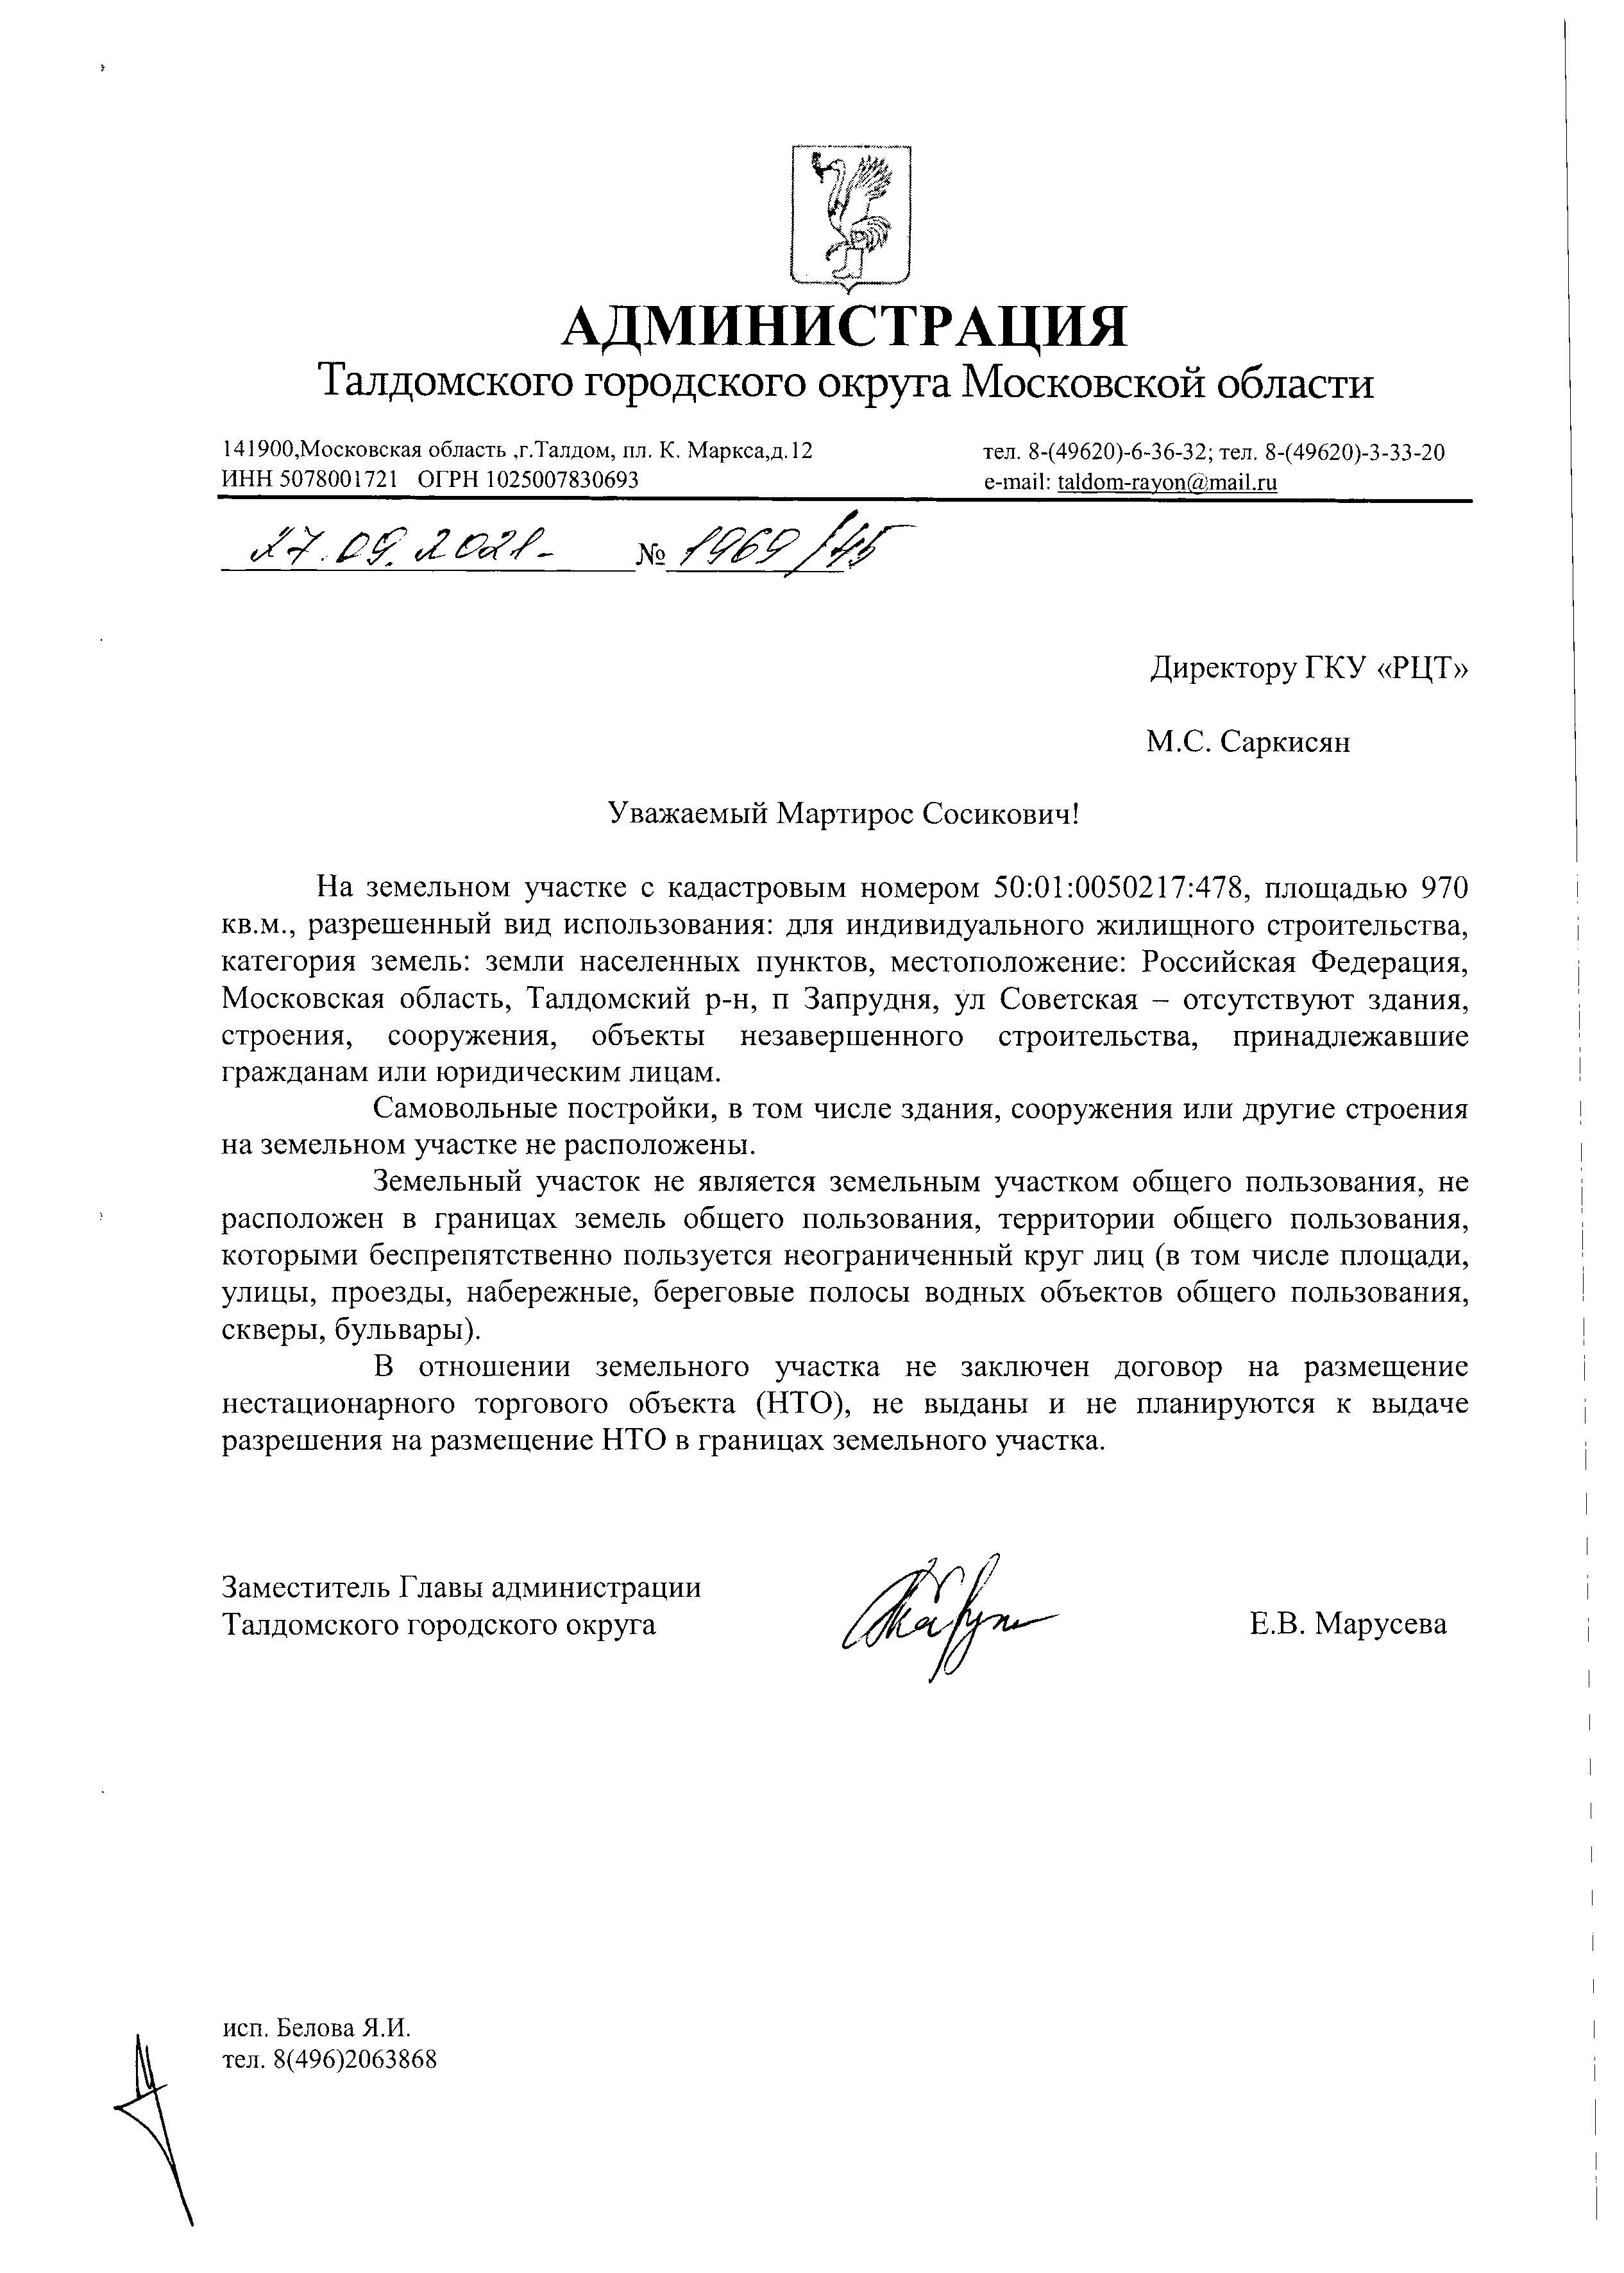 АДМИНИСТРАЦИЯ
Талдомского городского округа Московской области
141900,Московская область ,г.Талдом, пл. К. Маркса,д.12
ИНН 5078001721 ОГРН 1025007830693
тел. 8-(49620)-6-36-32; тел. 8-(49620)-3-33-20
e-mail: taldom-rayon@mail.ru
27.09.2021 № 1969/45
Директору ГКУ «РЦТ»
М.С. Саркисян
Уважаемый Мартирос Сосикович!
На земельном участке с кадастровым номером 50:01:0050217:478, площадью 970
кв.м., разрешенный вид использования: для индивидуального жилищного строительства,
категория земель: земли населенных пунктов, местоположение: Российская Федерация,
Московская область, Талдомский р-н, п Запрудня, ул Советская – отсутствуют здания,
строения, сооружения, объекты незавершенного строительства, принадлежавшие
гражданам или юридическим лицам.
Самовольные постройки, в том числе здания, сооружения или другие строения
на земельном участке не расположены.
Земельный участок не является земельным участком общего пользования, не
расположен в границах земель общего пользования, территории общего пользования,
которыми беспрепятственно пользуется неограниченный круг лиц (в том числе площади,
улицы, проезды, набережные, береговые полосы водных объектов общего пользования,
скверы, бульвары).
В отношении земельного участка не заключен договор на размещение
нестационарного торгового объекта (НТО), не выданы и не планируются к выдаче
разрешения на размещение НТО в границах земельного участка.
Заместитель Главы администрации
Талдомского городского округа
Е.В. Марусева
исп. Белова Я.И.
тел. 8(496)2063868